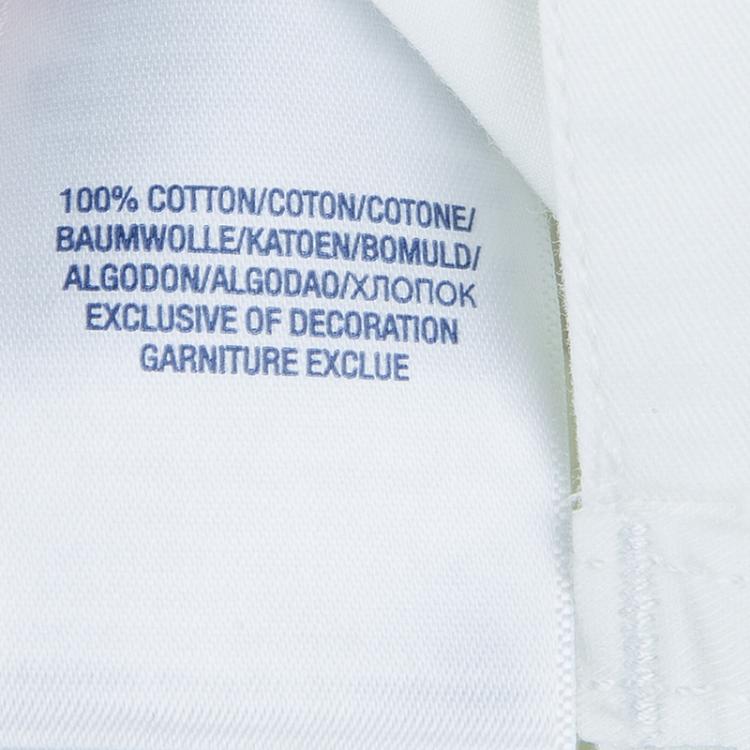 100% COTTON/COTON/COTONE/
BAUMWOLLE/KATOEN/BOMULD/
ALGODON/ALGODAO/ХЛОПОК
EXCLUSIVE OF DECORATION
GARNITURE EXCLUE